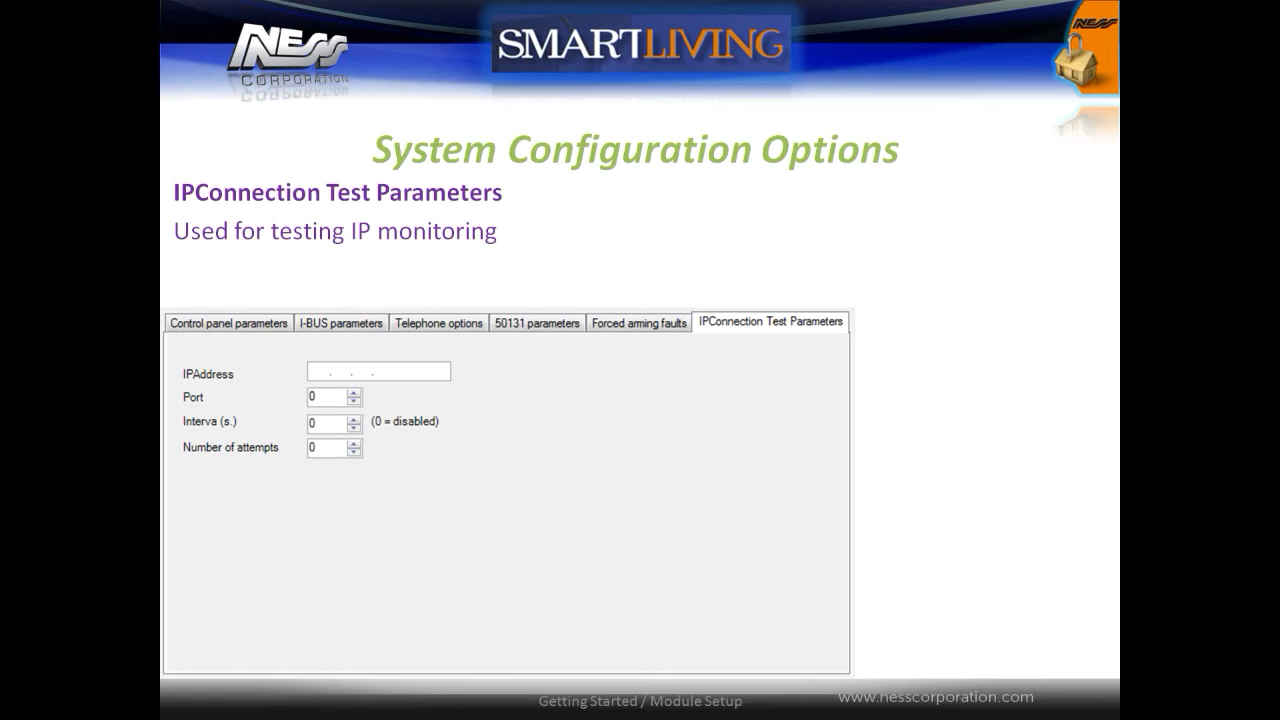 NESS
CORPORATION
SMARTLIVING
NESS
System Configuration Options
IPConnection Test Parameters
Used for testing IP monitoring
Control panel parameters I-BUS parameters Telephone options 50131 parameters Forced arming faults IPConnection Test Parameters
IPAddress . . .
Port 0
Interva (s.) 0 (0 = disabled)
Number of attempts 0
Getting Started / Module Setup www.nesscorporation.com